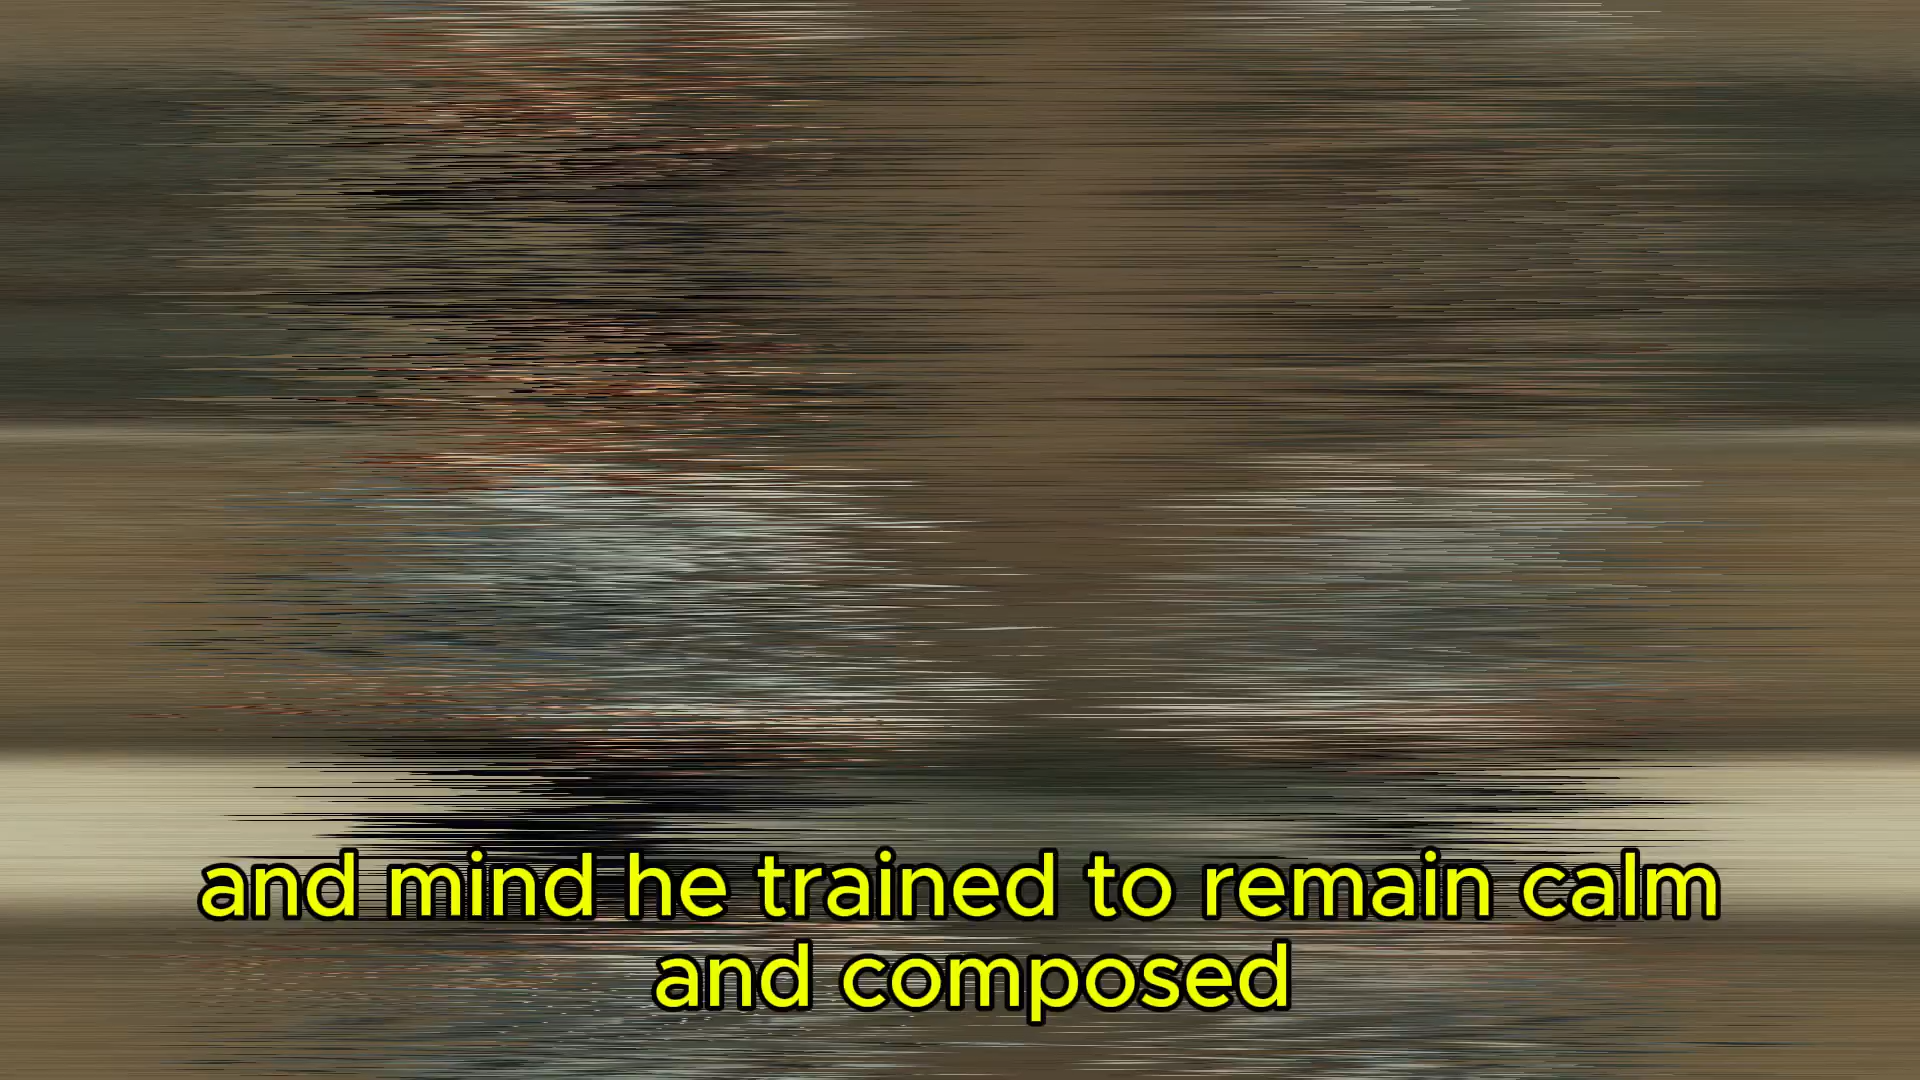 and mind he trained to remain calm
and composed